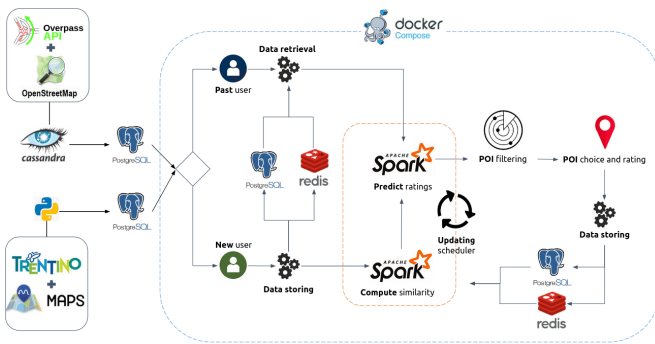 docker
Compose
Overpass
API
+
OpenStreetMap
cassandra
PostgreSQL
PostgreSQL
TRENTINO
+
MAPS
Past user
Data retrieval
PostgreSQL
redis
New user
Data storing
APACHE
Spark
Predict ratings
APACHE
Spark
Compute similarity
Updating
scheduler
POI filtering
POI choice and rating
Data storing
PostgreSQL
redis